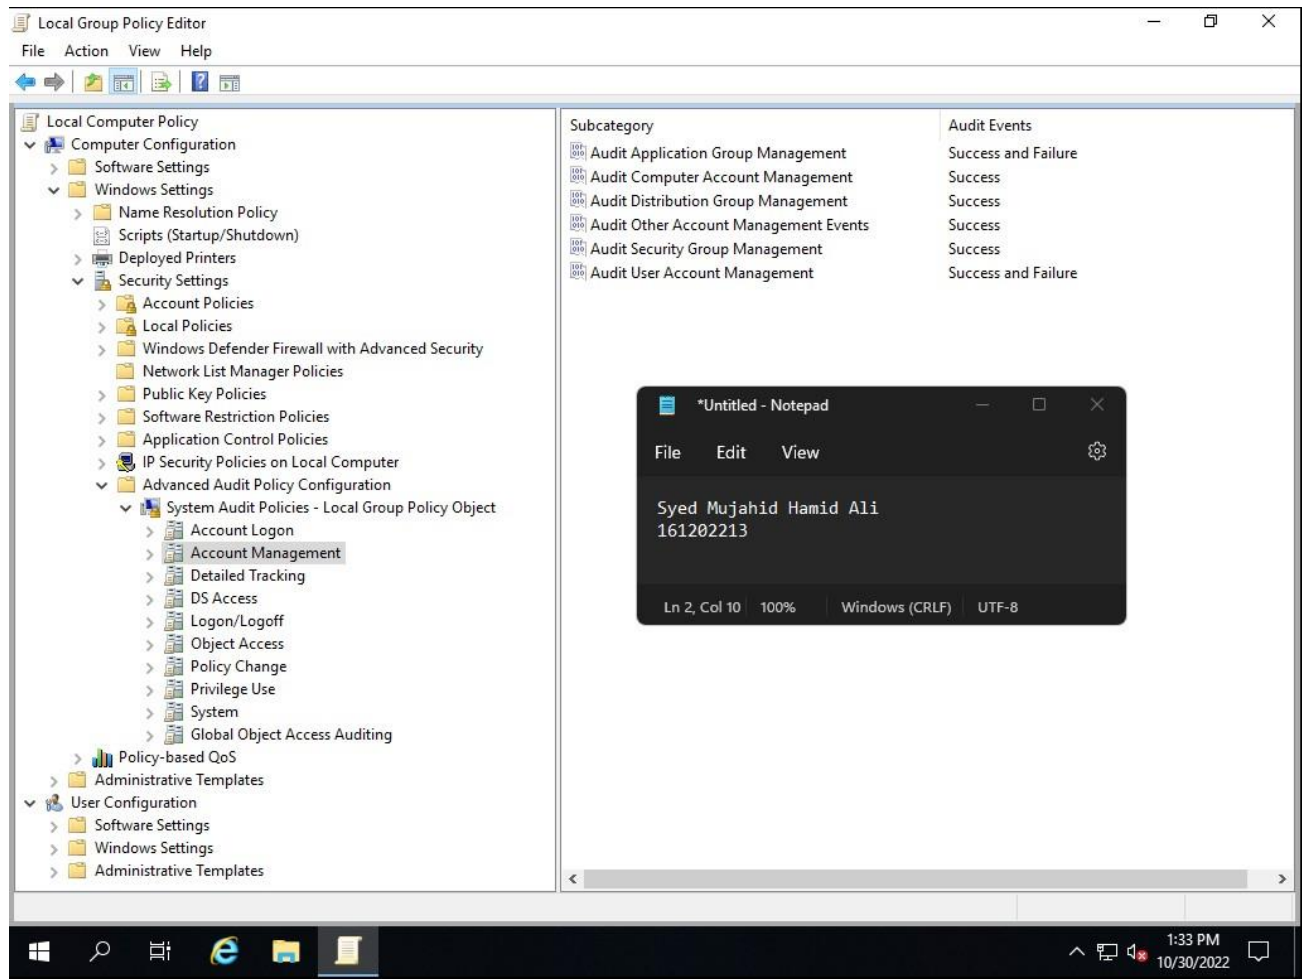 Local Group Policy Editor
File Action View Help
Local Computer Policy
Computer Configuration
Software Settings
Windows Settings
Name Resolution Policy
Scripts (Startup/Shutdown)
Deployed Printers
Security Settings
Account Policies
Local Policies
Windows Defender Firewall with Advanced Security
Network List Manager Policies
Public Key Policies
Software Restriction Policies
Application Control Policies
IP Security Policies on Local Computer
Advanced Audit Policy Configuration
System Audit Policies - Local Group Policy Object
Account Logon
Account Management
Detailed Tracking
DS Access
Logon/Logoff
Object Access
Policy Change
Privilege Use
System
Global Object Access Auditing
Policy-based QoS
Administrative Templates
User Configuration
Software Settings
Windows Settings
Administrative Templates
Subcategory Audit Events
Audit Application Group Management Success and Failure
Audit Computer Account Management Success
Audit Distribution Group Management Success
Audit Other Account Management Events Success
Audit Security Group Management Success
Audit User Account Management Success and Failure
*Untitled - Notepad
File Edit View
Syed Mujahid Hamid Ali
161202213
Ln 2, Col 10 100% Windows (CRLF) UTF-8
1:33 PM
10/30/2022